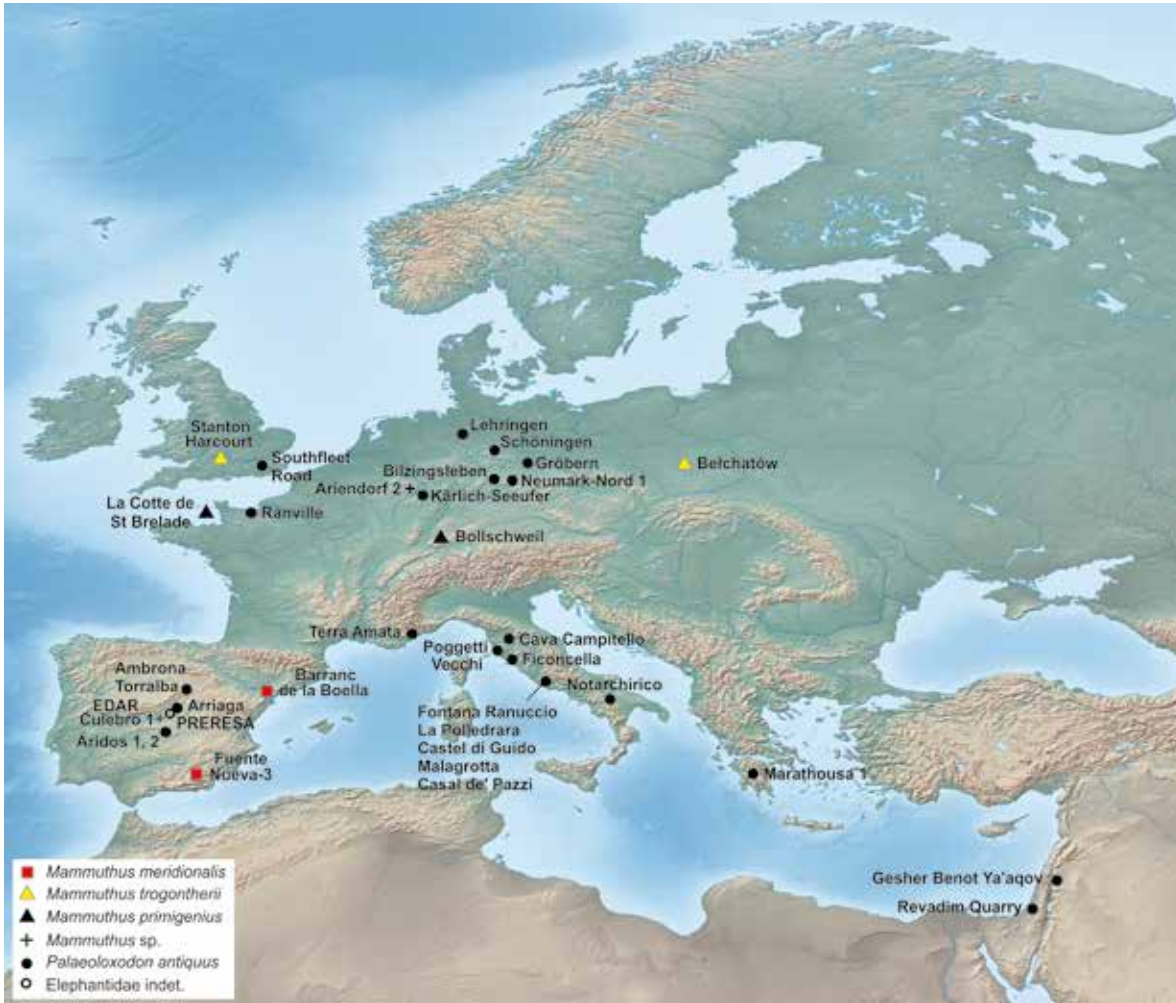 Stanton
Harcourt
Southfleet
Road
La Cotte de
St Brelade
Ranville
Lehringen
Schöningen
Gröbern
Bilzingsleben
Neumark-Nord 1
Ariendorf 2
Kärlich-Seeufer
Bollschweil
Bełchatów
Terra Amata
Cava Campitello
Poggetti
Vecchi
Ficoncella
Notarchirico
Fontana Ranuccio
La Polledrara
Castel di Guido
Malagrotta
Casal de' Pazzi
Ambrona
Torralba
Barranc
de la Boella
EDAR
Culebro 1
Arriaga
PRERESA
Aridos 1, 2
Fuente
Nueva-3
Marathousa 1
Gesher Benot Ya'aqov
Revadim Quarry
Mammuthus meridionalis
Mammuthus trogontherii
Mammuthus primigenius
Mammuthus sp.
Palaeoloxodon antiquus
Elephantidae indet.